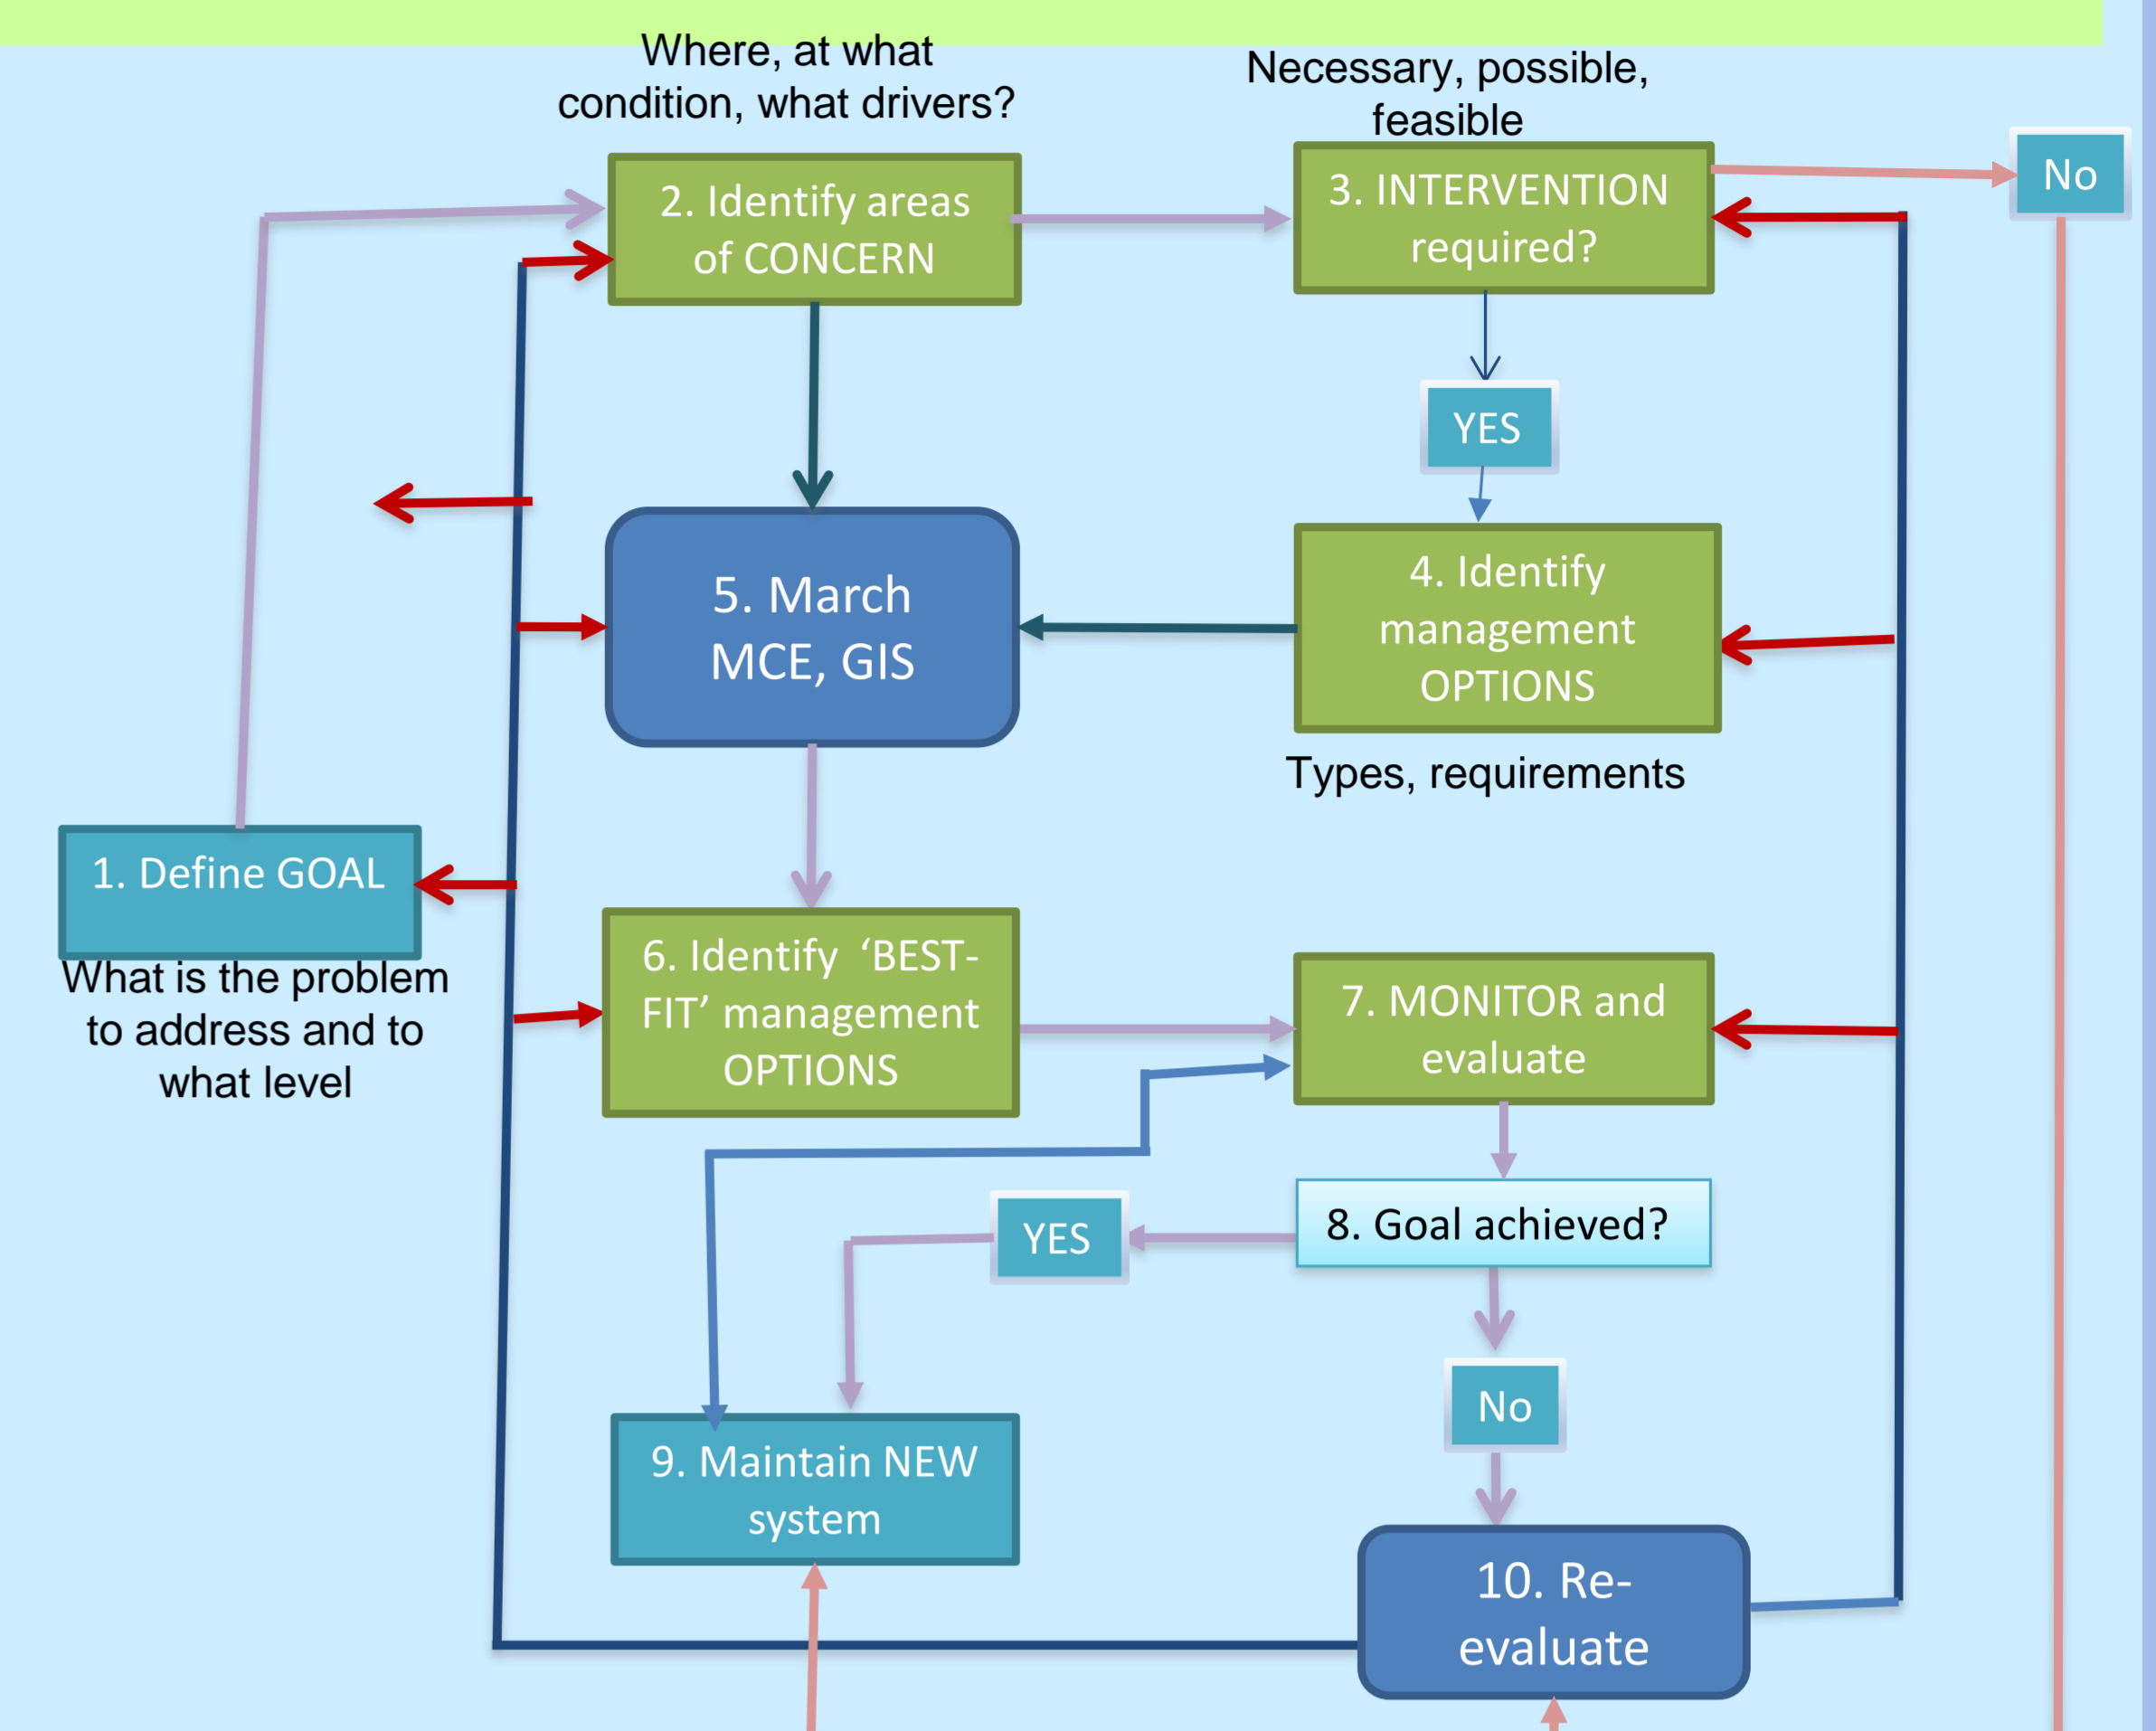 Where, at what
condition, what drivers?
Necessary, possible,
feasible
2. Identify areas
of CONCERN
3. INTERVENTION
required?
No
YES
5. March
MCE, GIS
4. Identify
management
OPTIONS
Types, requirements
1. Define GOAL
What is the problem
to address and to
what level
6. Identify ‘BEST-
FIT’ management
OPTIONS
7. MONITOR and
evaluate
YES
8. Goal achieved?
No
9. Maintain NEW
system
10. Re-
evaluate